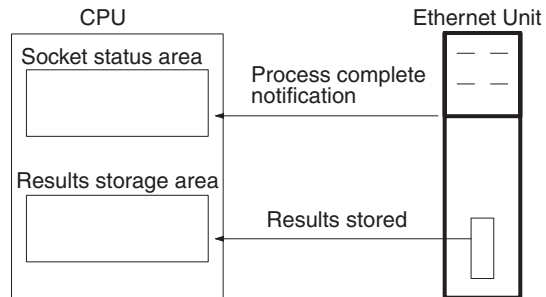 CPU
Ethernet Unit
Socket status area
Process complete
notification
Results storage area
Results stored